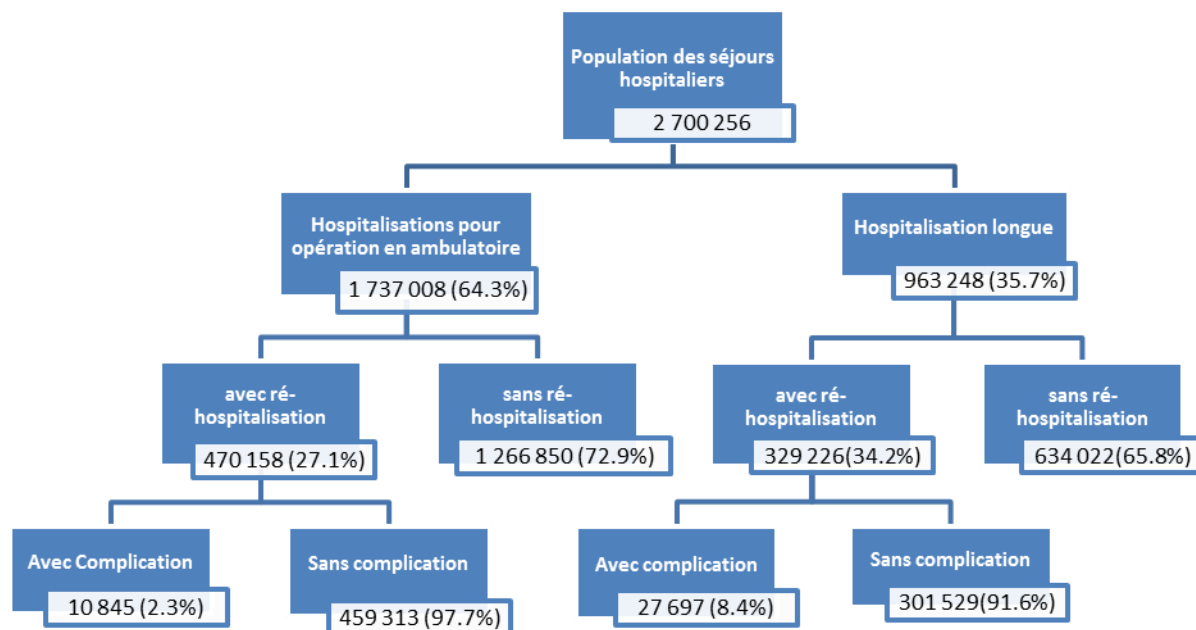 Population des séjours
hospitaliers
2 700 256
Hospitalisations pour
opération en ambulatoire
1 737 008 (64.3%)
Hospitalisation longue
963 248 (35.7%)
avec ré-
hospitalisation
470 158 (27.1%)
sans ré-
hospitalisation
1 266 850 (72.9%)
avec ré-
hospitalisation
329 226(34.2%)
sans ré-
hospitalisation
634 022(65.8%)
Avec Complication
10 845 (2.3%)
Sans complication
459 313 (97.7%)
Avec complication
27 697 (8.4%)
Sans complication
301 529(91.6%)